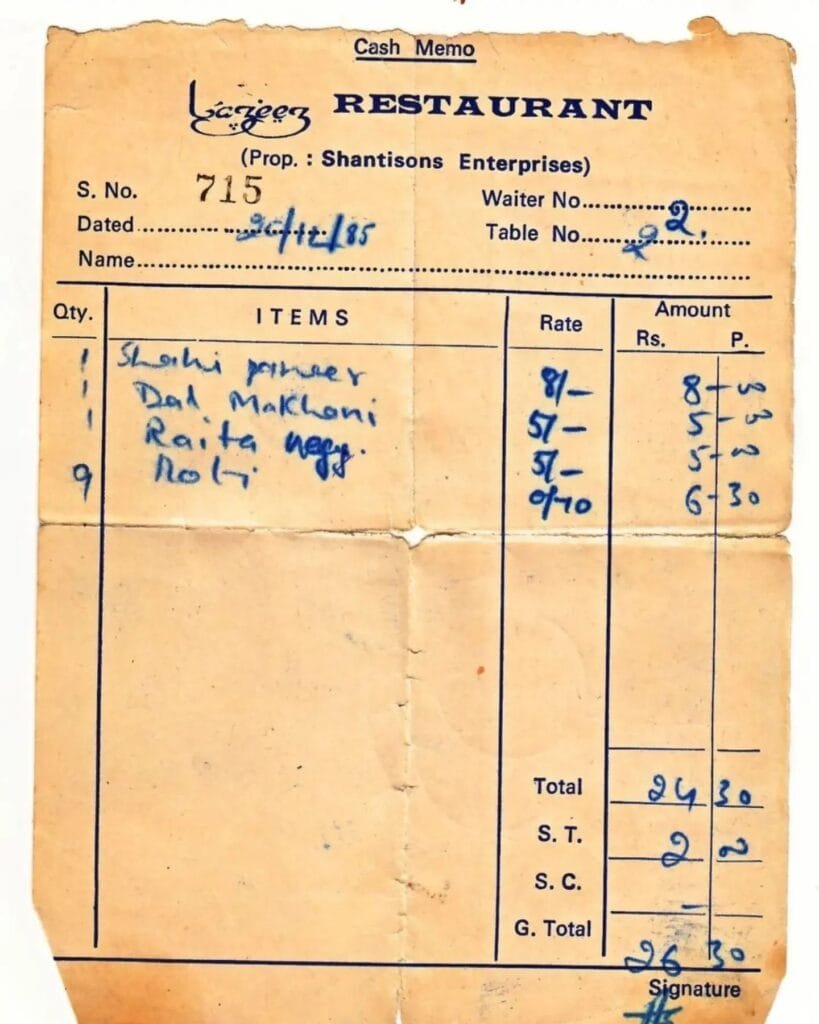 Cash Memo
Lazeez RESTAURANT
(Prop. : Shantisons Enterprises)
S. No. 715 Waiter No. 2.
Dated 20/12/85 Table No. 2
Name
Qty. ITEMS Rate Amount
Rs. P.
1 Shahi paneer 8/- 8-00
1 Dal Makhani 5/- 5-00
1 Raita vegy. 5/- 5-00
9 Roti 0/70 6-30
Total 24 30
S. T. 2 00
S. C. -
G. Total 26 30
Signature